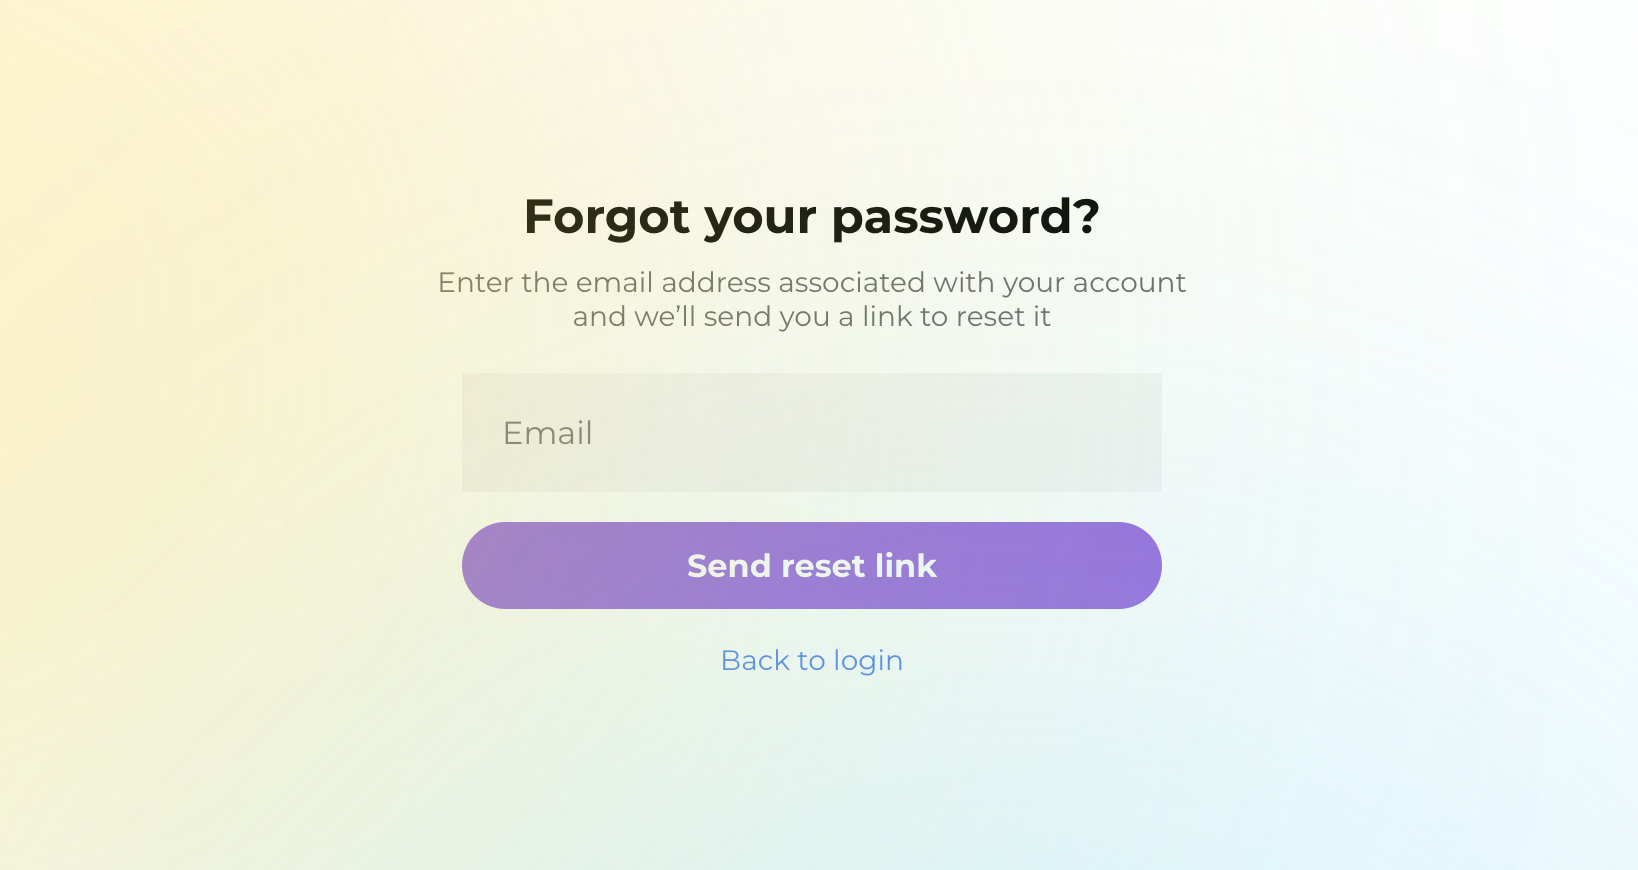 Forgot your password?
Enter the email address associated with your account
and we’ll send you a link to reset it
Email
Send reset link
Back to login